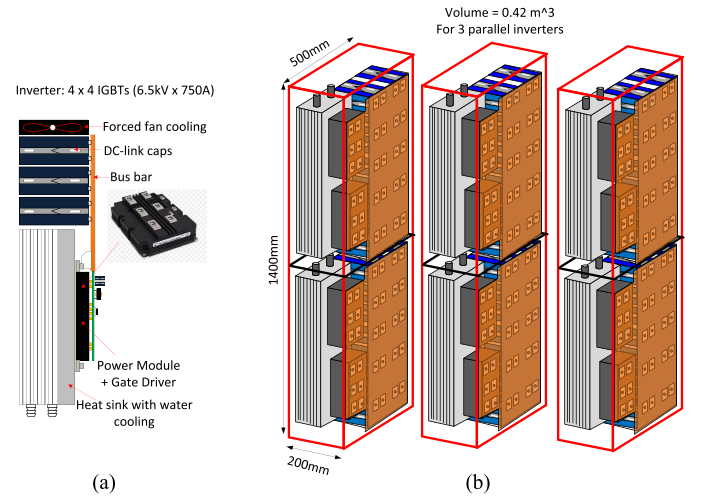 Volume = 0.42 m^3
For 3 parallel inverters
500mm
Inverter: 4 x 4 IGBTs (6.5kV x 750A)
Forced fan cooling
DC-link caps
Bus bar
1400mm
Power Module
+ Gate Driver
Heat sink with water
cooling
200mm
(a)
(b)